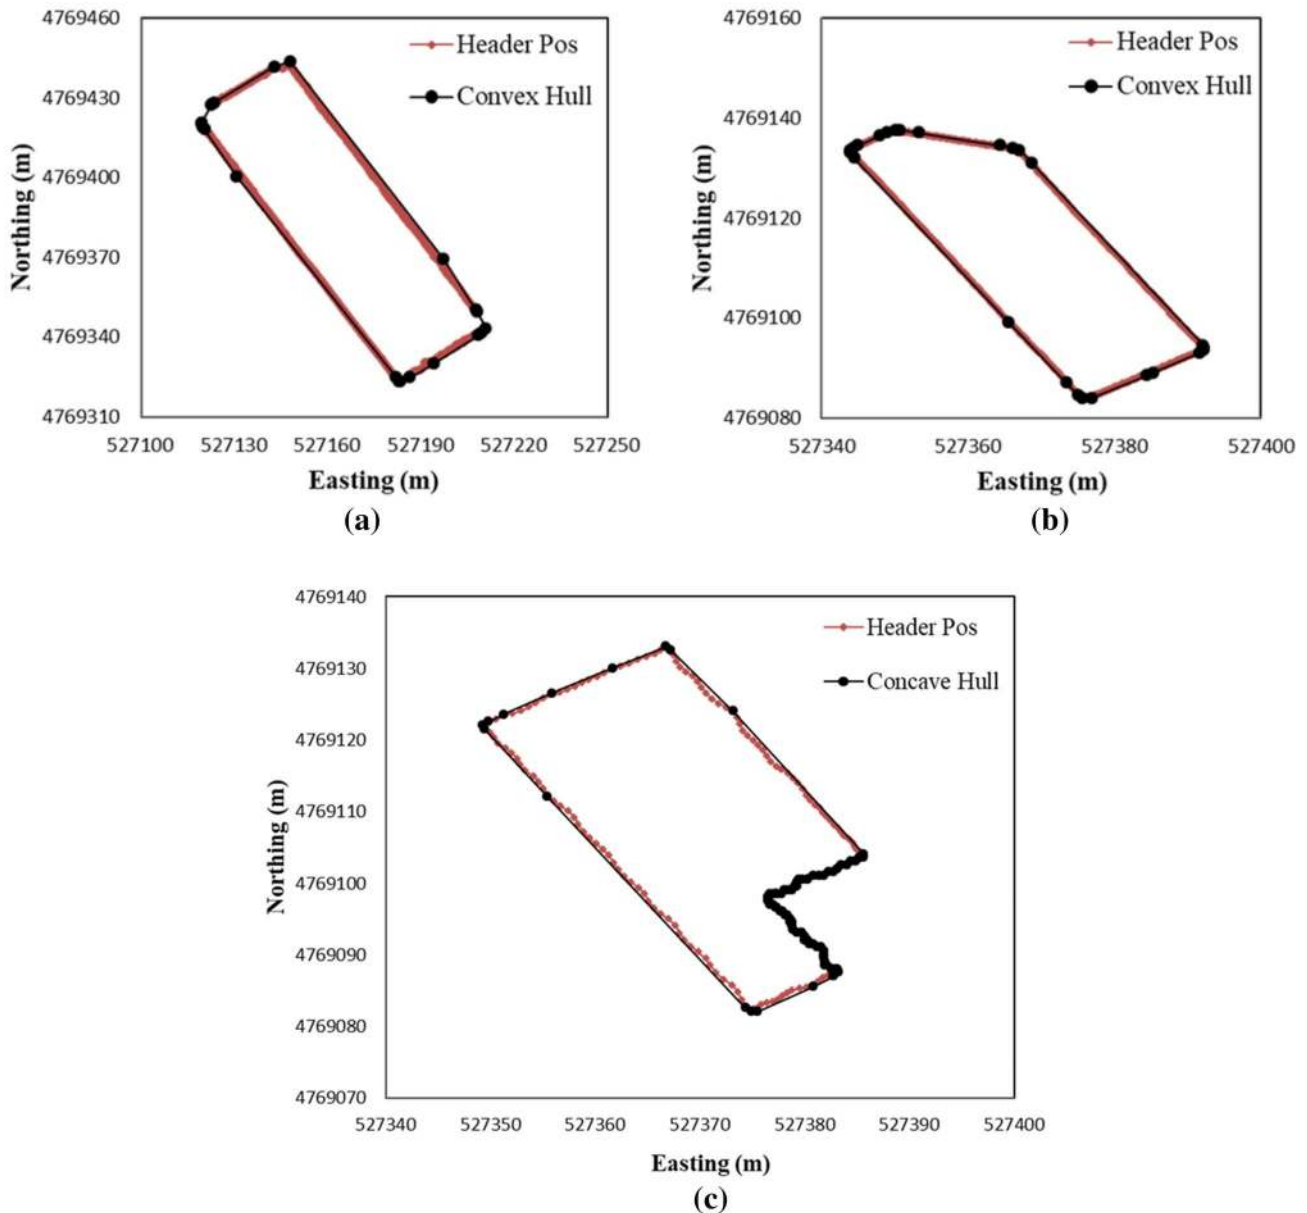 4769460
4769430
4769400
4769370
4769340
4769310
Northing (m)
Header Pos
Convex Hull
527100 527130 527160 527190 527220 527250
Easting (m)
(a)
4769160
4769140
4769120
4769100
4769080
Northing (m)
Header Pos
Convex Hull
527340 527360 527380 527400
Easting (m)
(b)
4769140
4769130
4769120
4769110
4769100
4769090
4769080
4769070
Northing (m)
Header Pos
Concave Hull
527340 527350 527360 527370 527380 527390 527400
Easting (m)
(c)